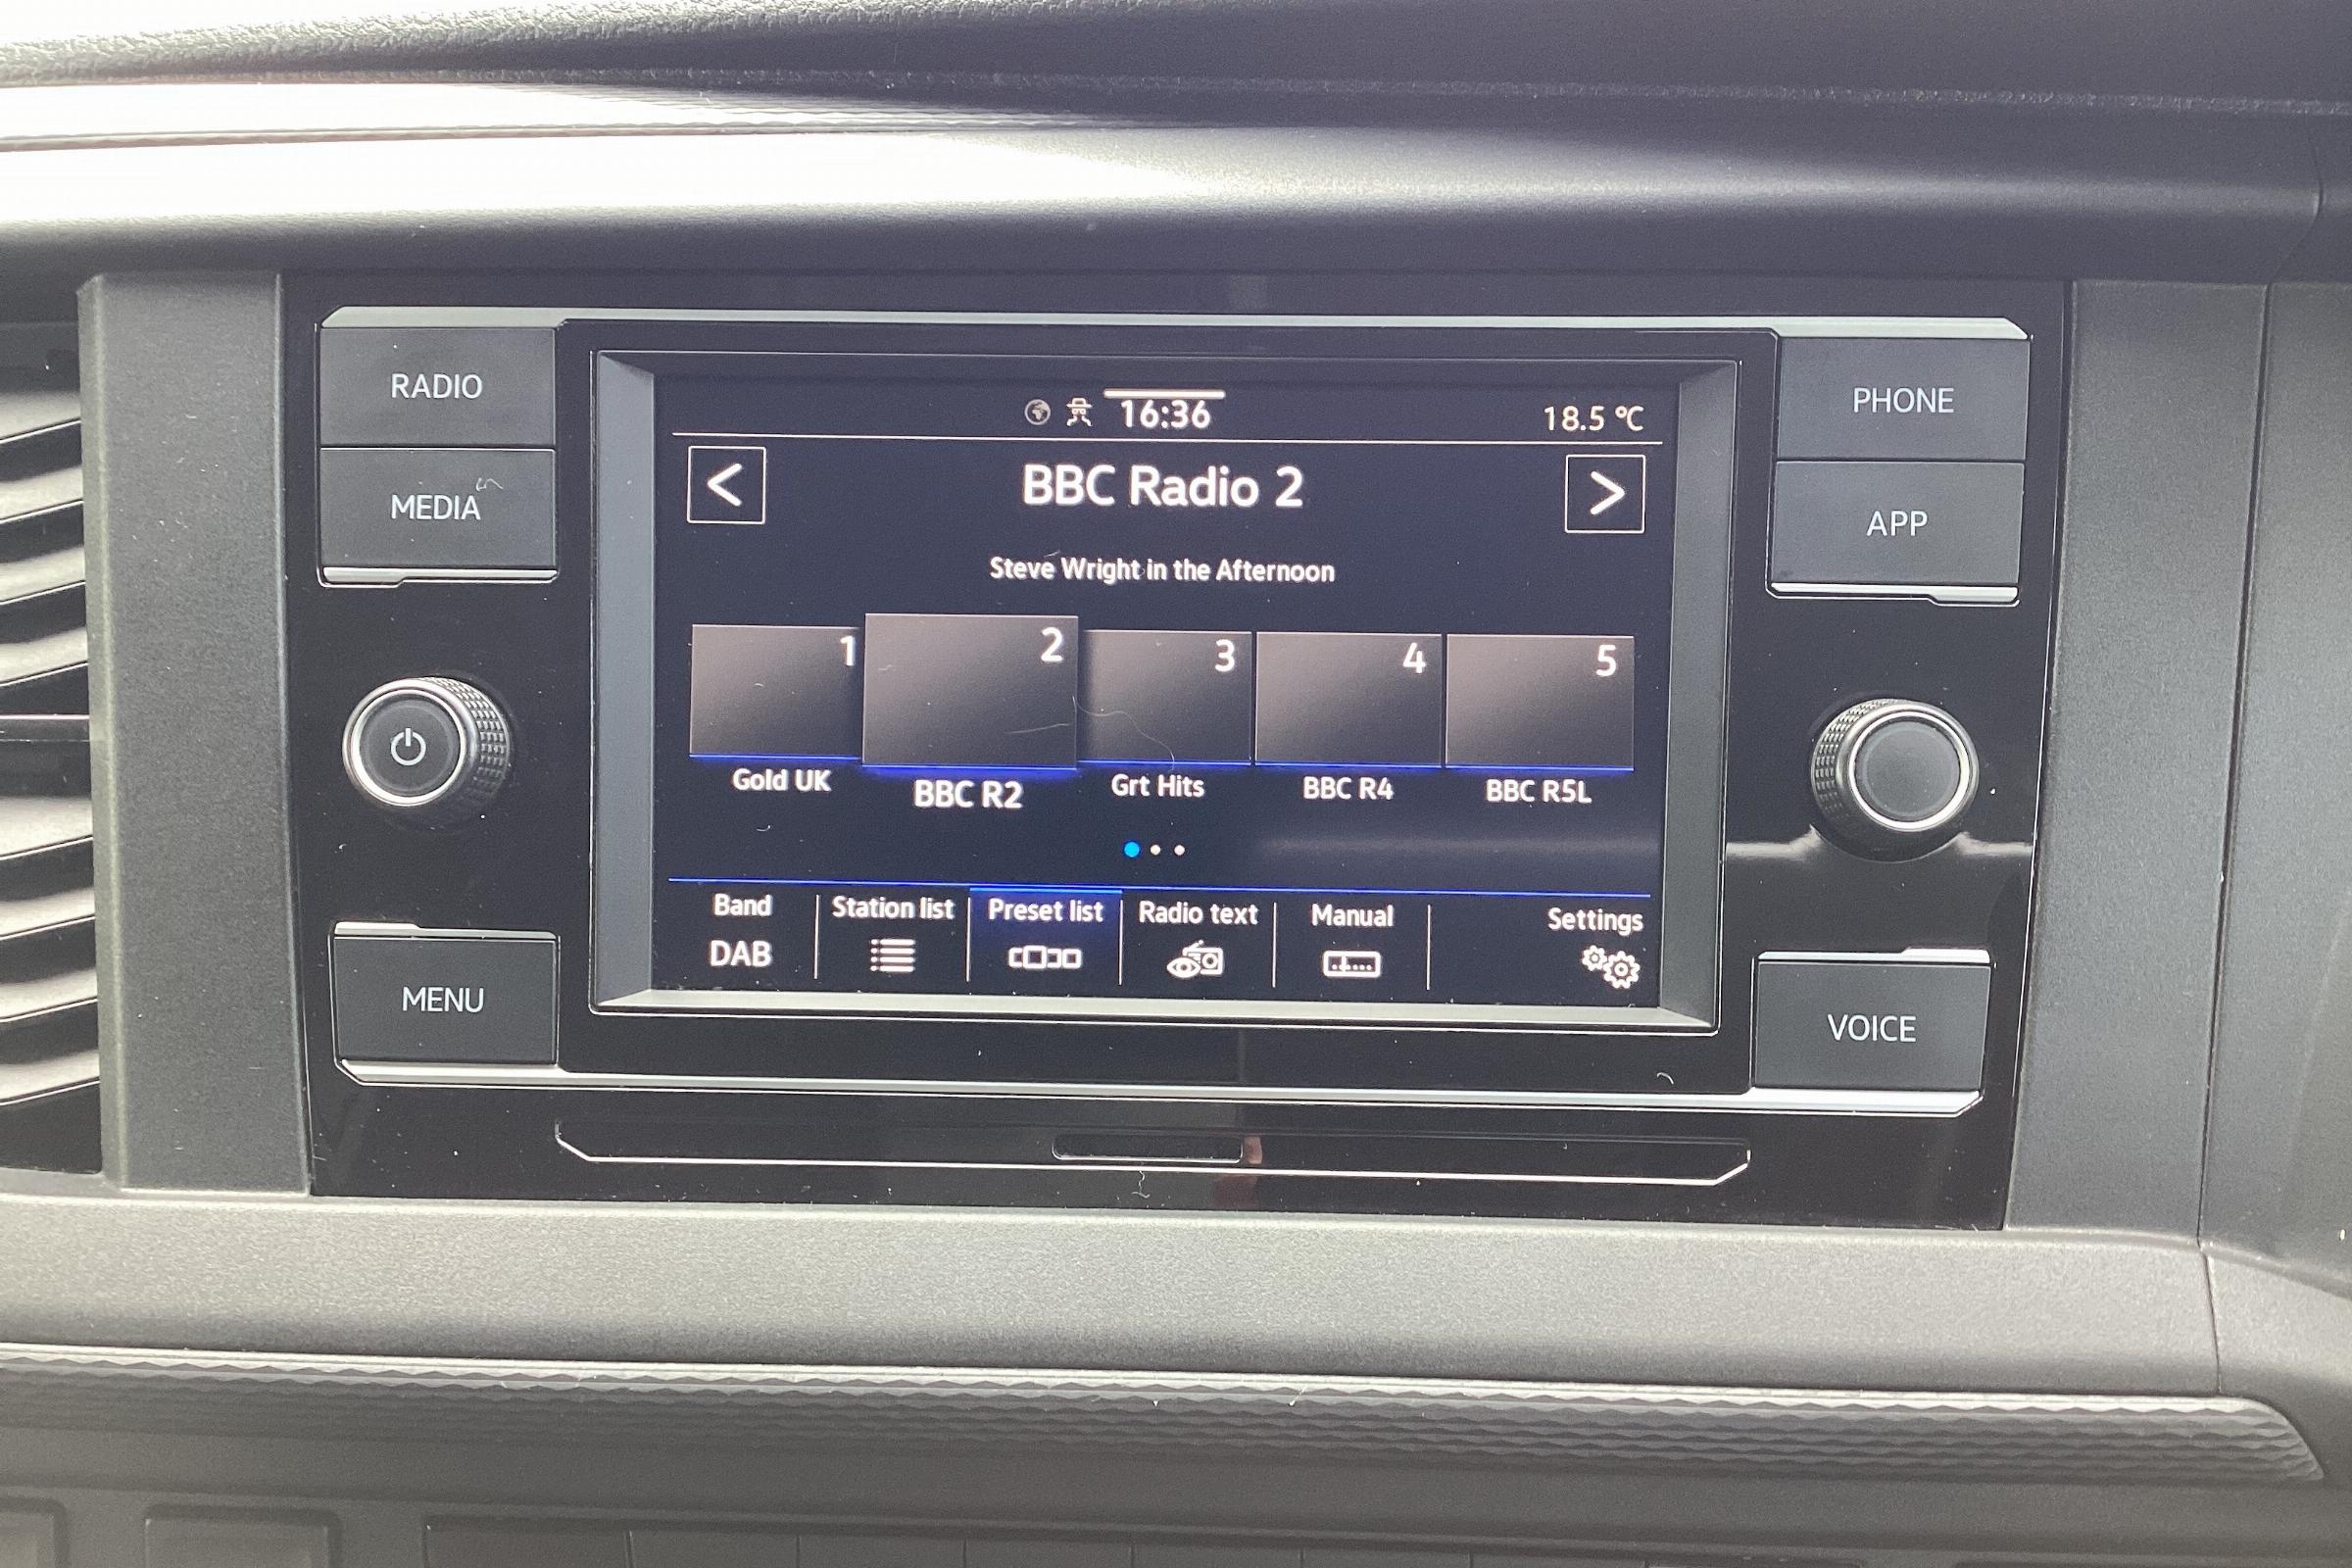 RADIO
MEDIA
MENU
16:36
18.5 °C
<
BBC Radio 2
>
Steve Wright in the Afternoon
1
2
3
4
5
Gold UK
BBC R2
Grt Hits
BBC R4
BBC R5L
Band
Station list
Preset list
Radio text
Manual
Settings
DAB
PHONE
APP
VOICE